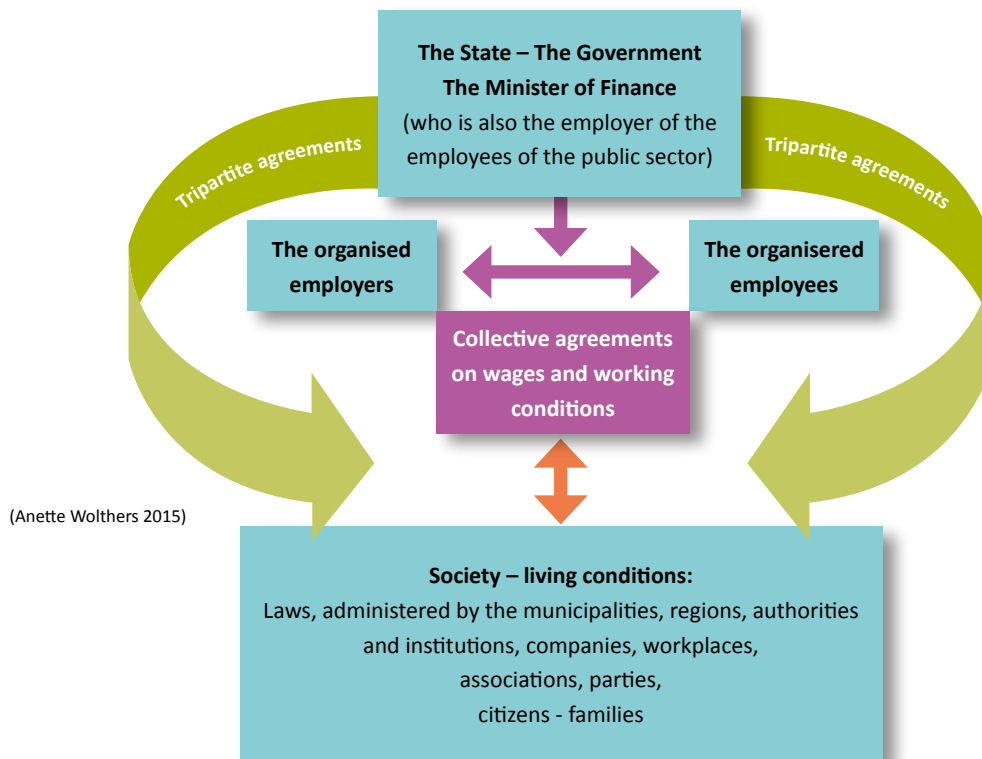 The State – The Government
The Minister of Finance
(who is also the employer of the
employees of the public sector)
Tripartite agreements
Tripartite agreements
The organised
employers
The organisered
employees
Collective agreements
on wages and working
conditions
(Anette Wolthers 2015)
Society – living conditions:
Laws, administered by the municipalities, regions, authorities
and institutions, companies, workplaces,
associations, parties,
citizens - families